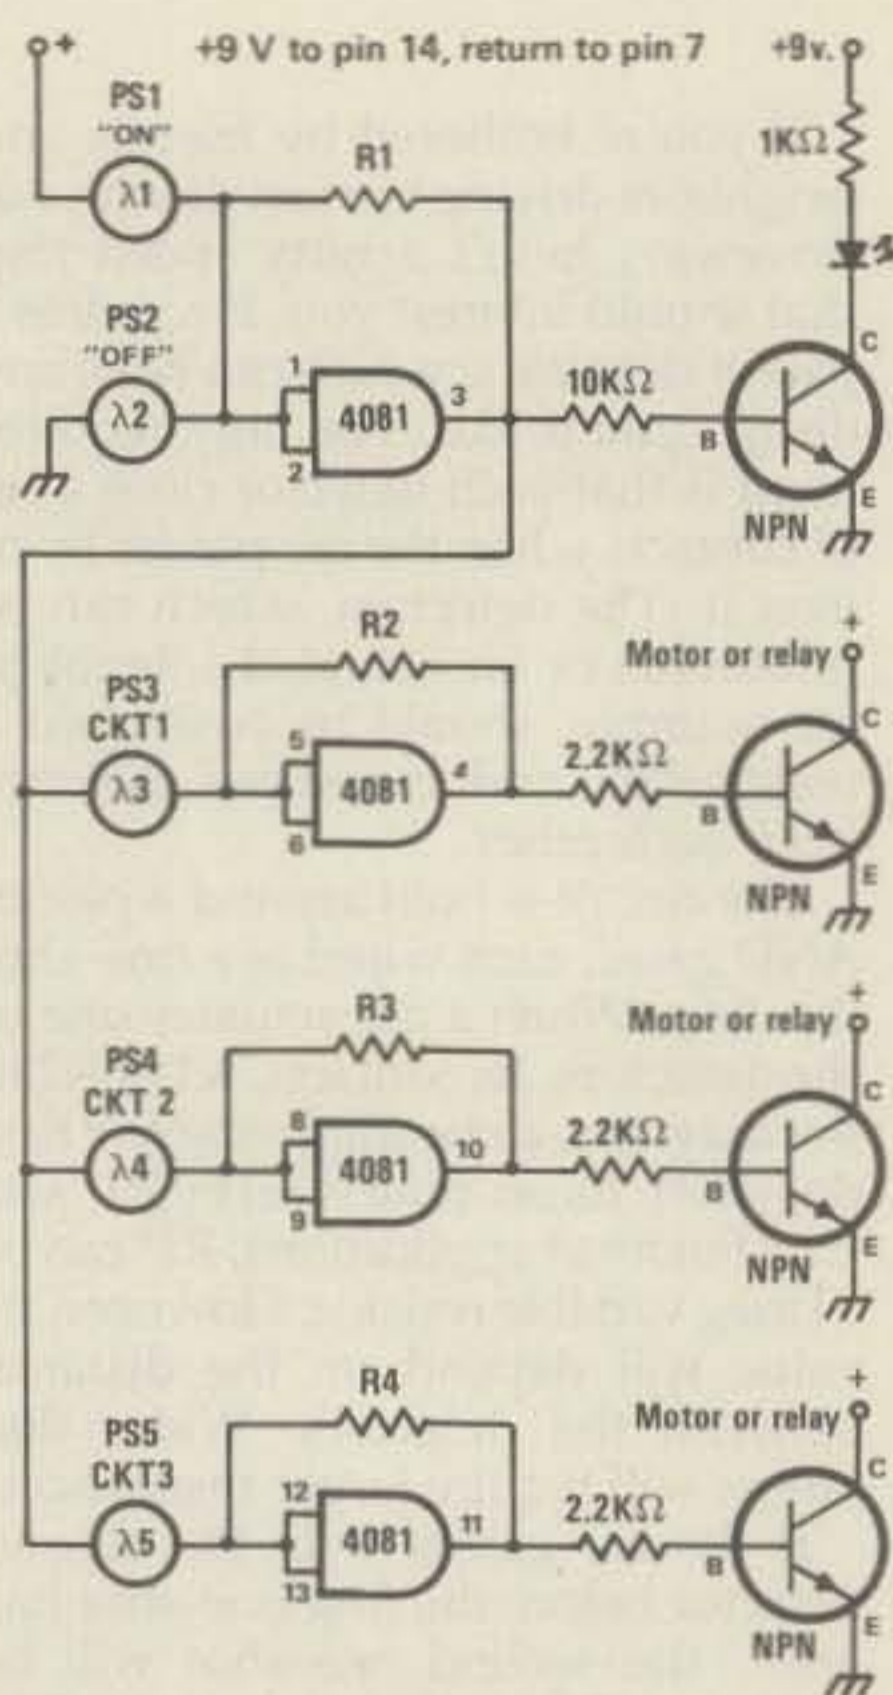 + +9 V to pin 14, return to pin 7 +9v.
PS1
"ON"
λ1
R1
1KΩ
PS2
"OFF"
λ2
1
2
4081
3
10KΩ
B
C
E
NPN
R2
Motor or relay
+
PS3
CKT1
λ3
5
6
4081
4
2.2KΩ
B
C
E
NPN
R3
Motor or relay
+
PS4
CKT 2
λ4
8
9
4081
10
2.2KΩ
B
C
E
NPN
R4
Motor or relay
+
PS5
CKT3
λ5
12
13
4081
11
2.2KΩ
B
C
E
NPN